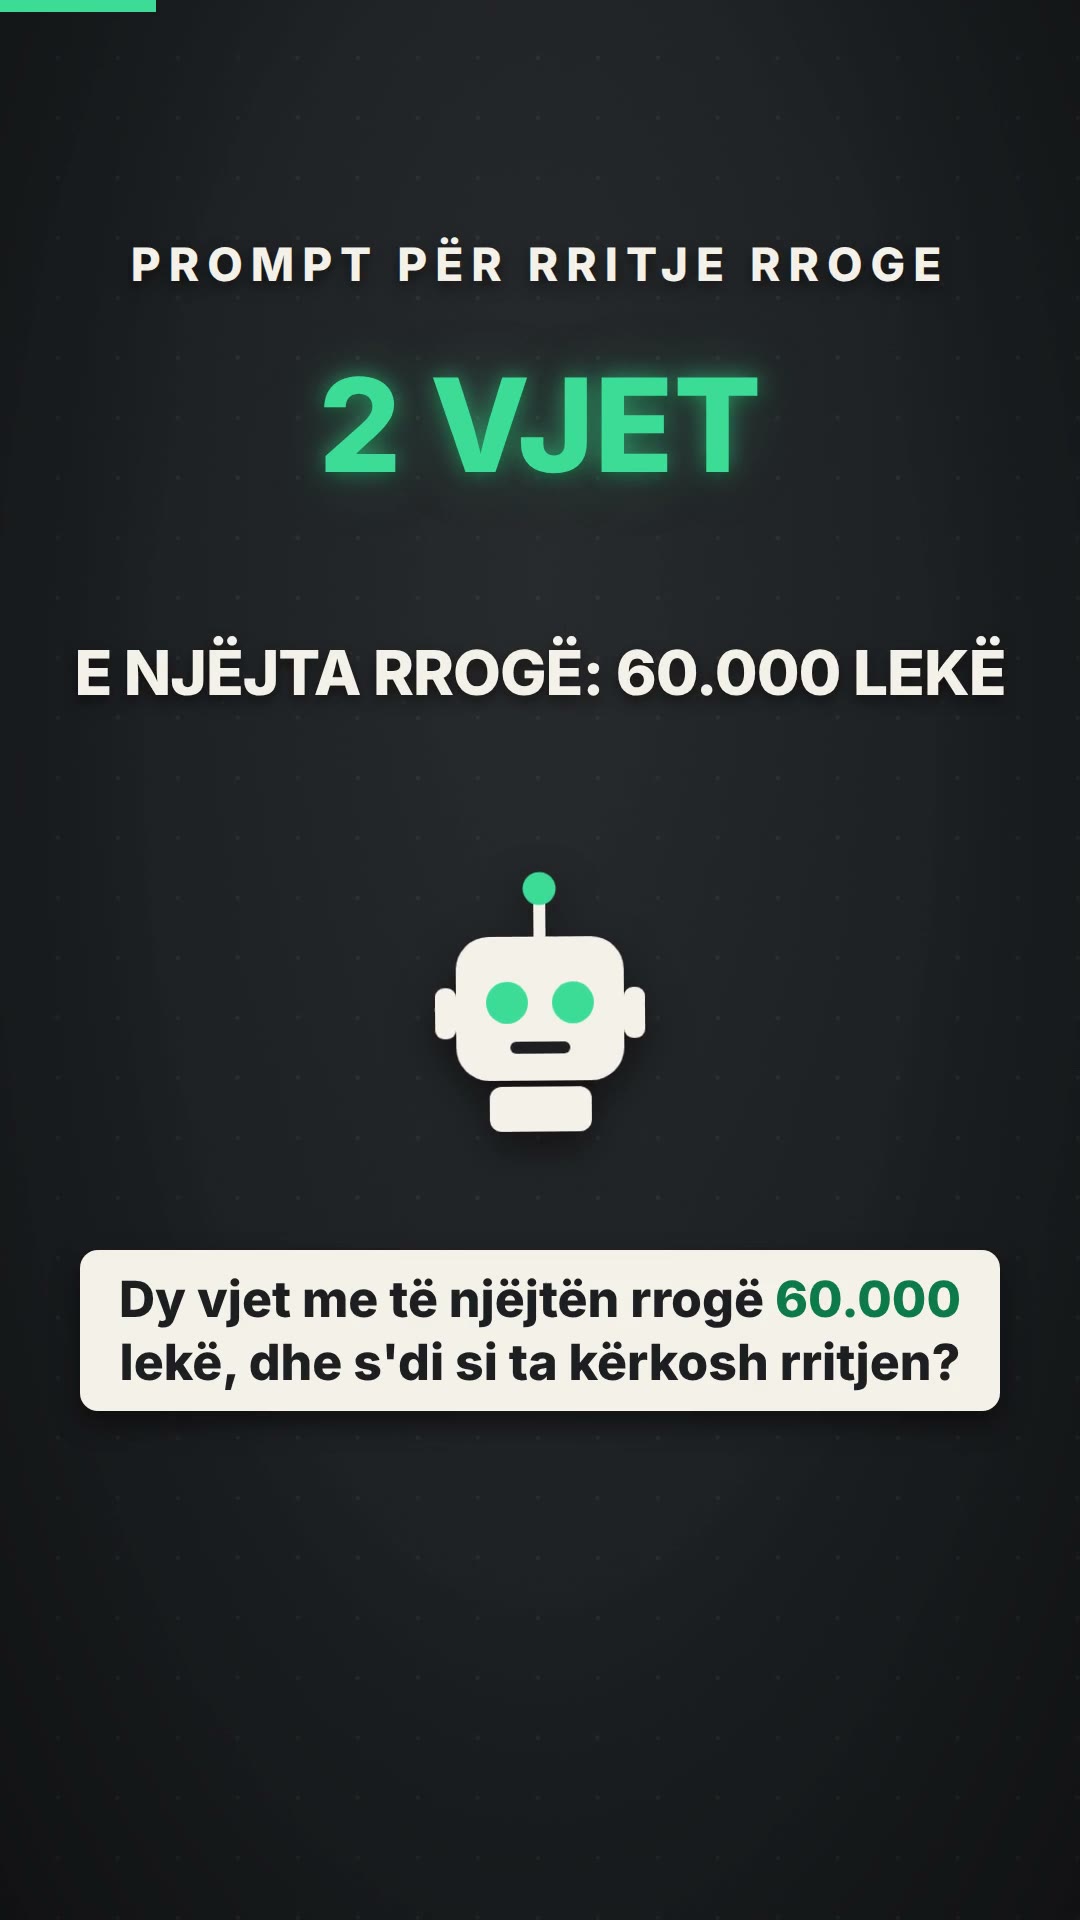 PROMPT PËR RRITJE RROGE
2 VJET
E NJËJTA RROGË: 60.000 LEKË
Dy vjet me të njëjtën rrogë 60.000
lekë, dhe s'di si ta kërkosh rritjen?